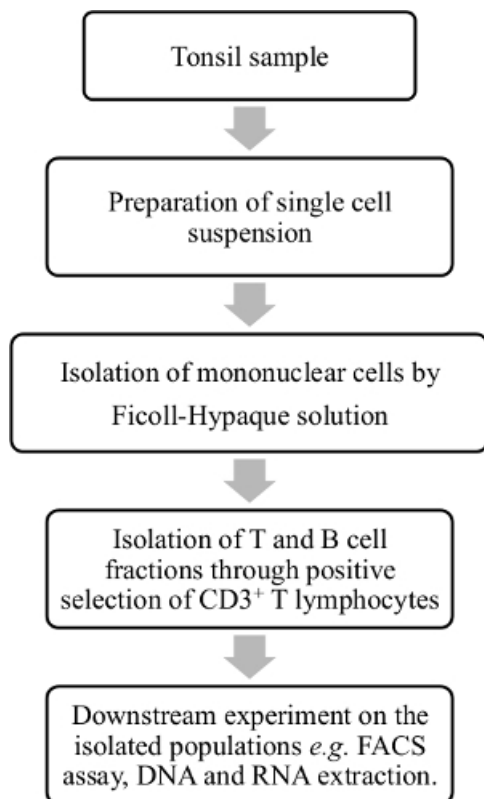 Tonsil sample
Preparation of single cell
suspension
Isolation of mononuclear cells by
Ficoll-Hypaque solution
Isolation of T and B cell
fractions through positive
selection of CD3⁺ T lymphocytes
Downstream experiment on the
isolated populations e.g. FACS
assay, DNA and RNA extraction.